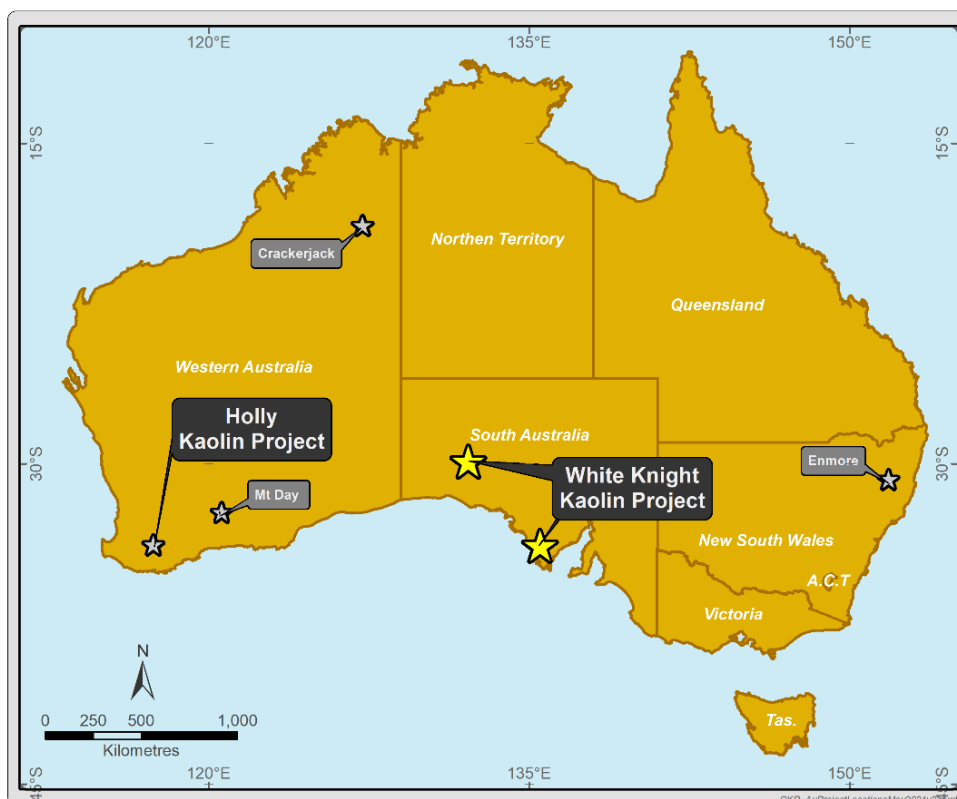 120°E
135°E
150°E
15°S
15°S
Crackerjack
Northen Territory
Queensland
Western Australia
Holly
Kaolin Project
South Australia
30°S
30°S
White Knight
Kaolin Project
Enmore
Mt Day
New South Wales
A.C.T
Victoria
N
0 250 500 1,000
Kilometres
Tas.
45°S
45°S
120°E
135°E
150°E